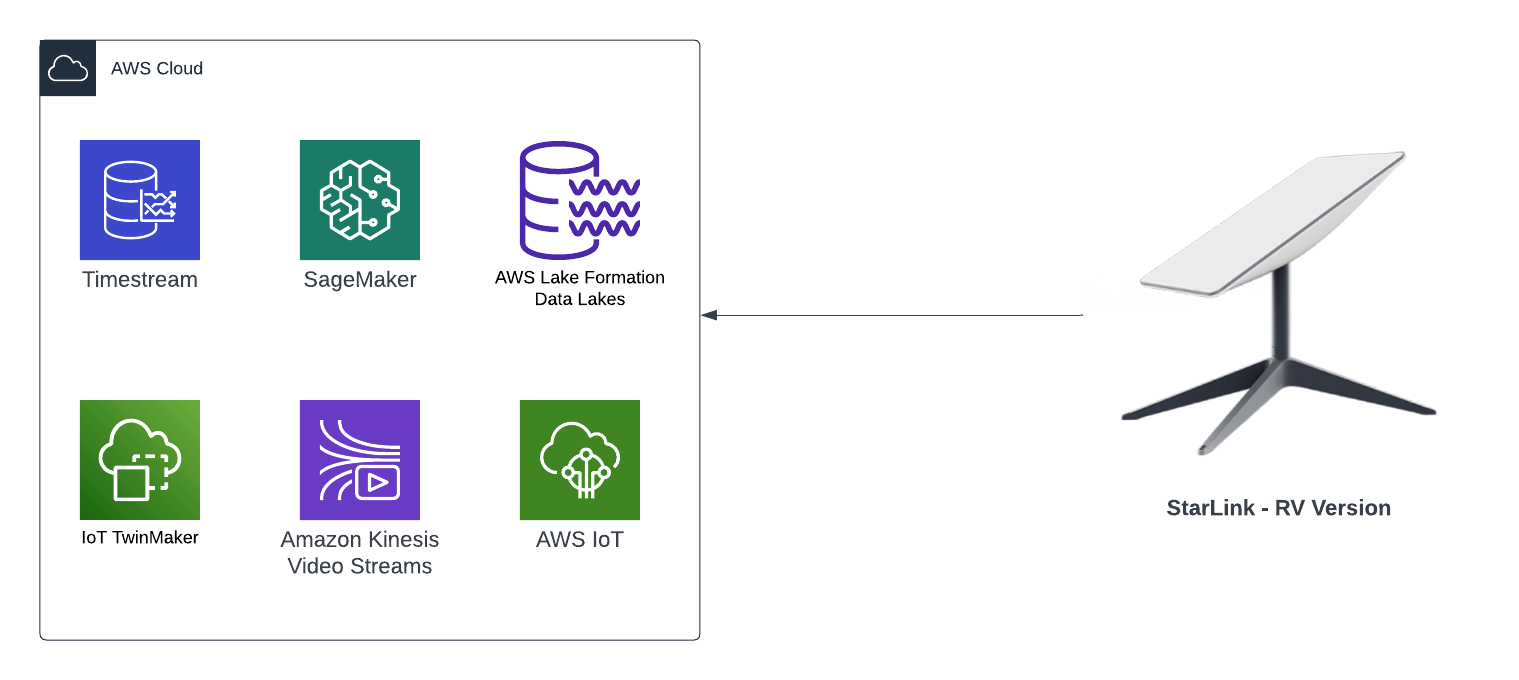 AWS Cloud
Timestream
SageMaker
AWS Lake Formation
Data Lakes
IoT TwinMaker
Amazon Kinesis
Video Streams
AWS IoT
StarLink - RV Version